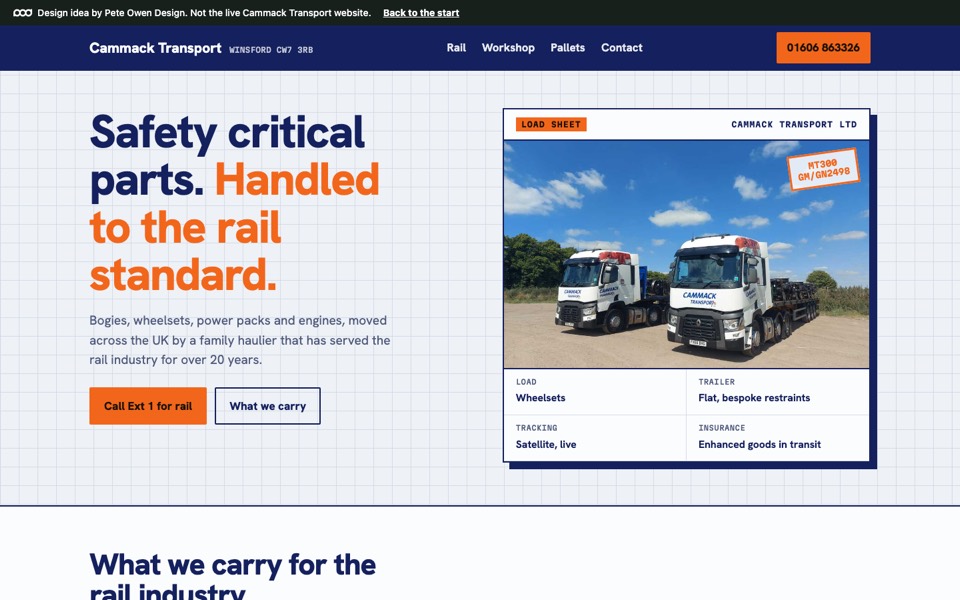 Design idea by Pete Owen Design. Not the live Cammack Transport website. Back to the start
Cammack Transport WINSFORD CW7 3RB
Rail Workshop Pallets Contact
01606 863326
Safety critical
parts. Handled
to the rail
standard.
Bogies, wheelsets, power packs and engines, moved
across the UK by a family haulier that has served the
rail industry for over 20 years.
Call Ext 1 for rail
What we carry
LOAD SHEET
CAMMACK TRANSPORT LTD
MT300
GM/GN2498
CAMMACK
TRANSPORT
CAMMACK
TRANSPORT
LOAD
Wheelsets
TRAILER
Flat, bespoke restraints
TRACKING
Satellite, live
INSURANCE
Enhanced goods in transit
What we carry for the
rail industry